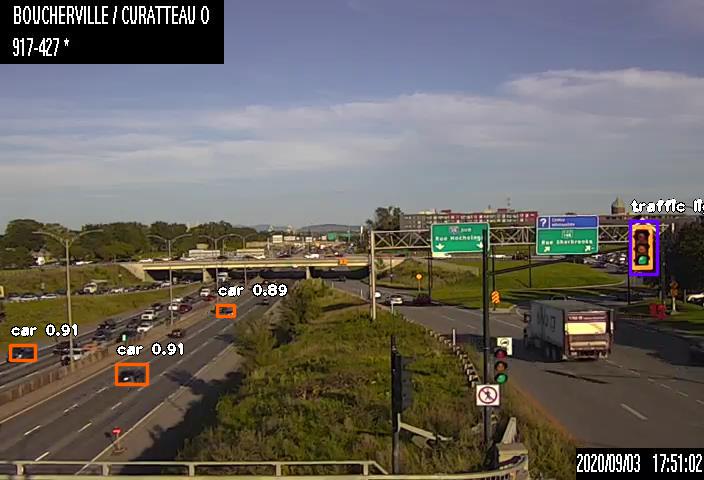 BOUCHERVILLE / CURATTEAU O
917-427 *
traffic
Rue Hochelaga
Rue Sherbrooke
car 0.89
car 0.91
car 0.91
2020/09/03 17:51:02